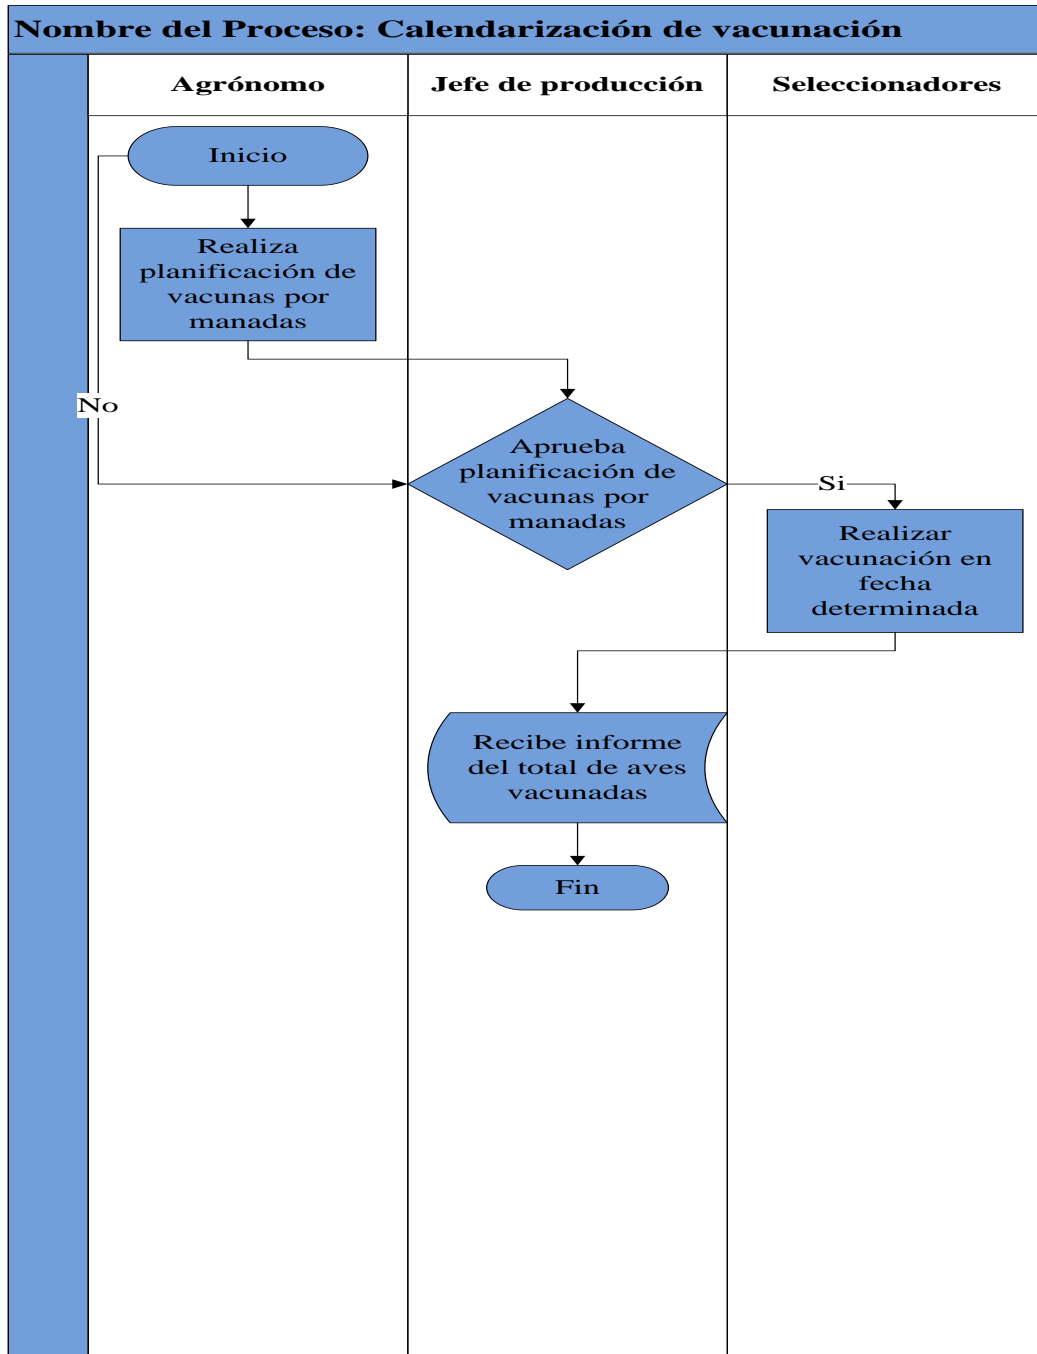 Nombre del Proceso: Calendarización de vacunación
Agrónomo
Jefe de producción
Seleccionadores
Inicio
Realiza
planificación de
vacunas por
manadas
No
Aprueba
planificación de
vacunas por
manadas
Si
Realizar
vacunación en
fecha
determinada
Recibe informe
del total de aves
vacunadas
Fin